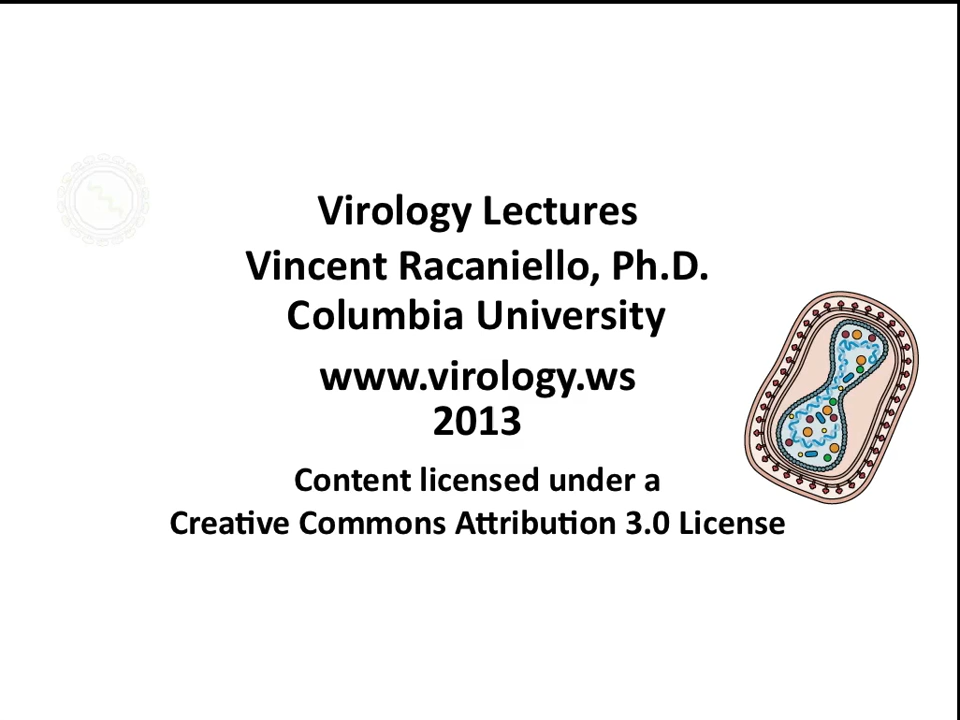 Virology Lectures
Vincent Racaniello, Ph.D.
Columbia University
www.virology.ws
2013
Content licensed under a
Creative Commons Attribution 3.0 License